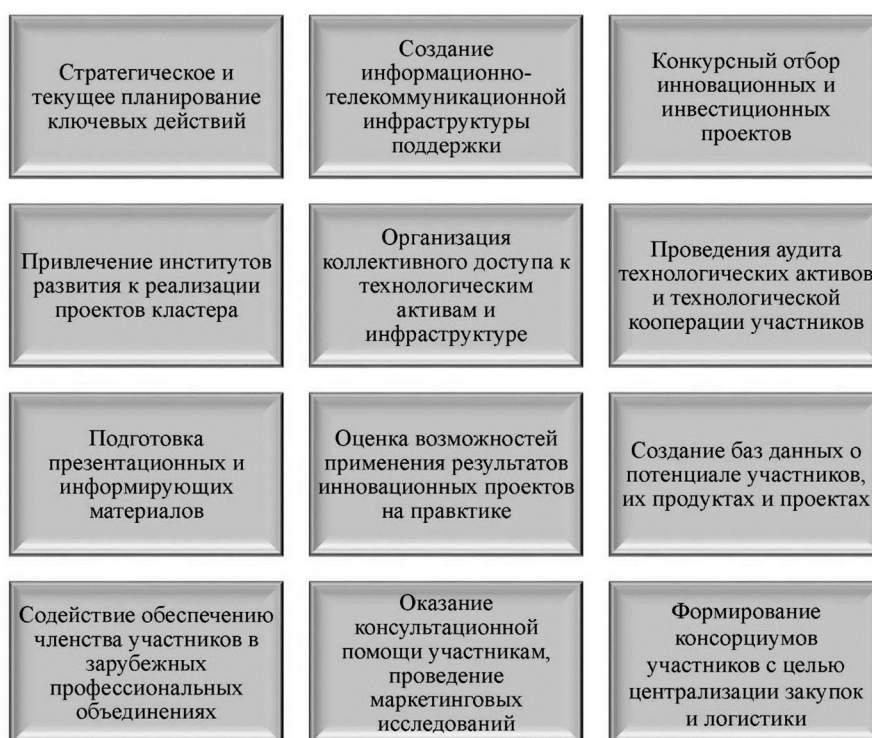 Стратегическое и
текущее планирование
ключевых действий
Создание
информационно-
телекоммуникационной
инфраструктуры
поддержки
Конкурсный отбор
инновационных и
инвестиционных
проектов
Привлечение институтов
развития к реализации
проектов кластера
Организация
коллективного доступа к
технологическим
активам и
инфраструктуре
Проведения аудита
технологических активов
и технологической
кооперации участников
Подготовка
презентационных и
информирующих
материалов
Оценка возможностей
применения результатов
инновационных проектов
на правктике
Создание баз данных о
потенциале участников,
их продуктах и проектах
Содействие обеспечению
членства участников в
зарубежных
профессиональных
объединениях
Оказание
консультационной
помощи участникам,
проведение
маркетинговых
исследований
Формирование
консорциумов
участников с целью
централизации закупок
и логистики